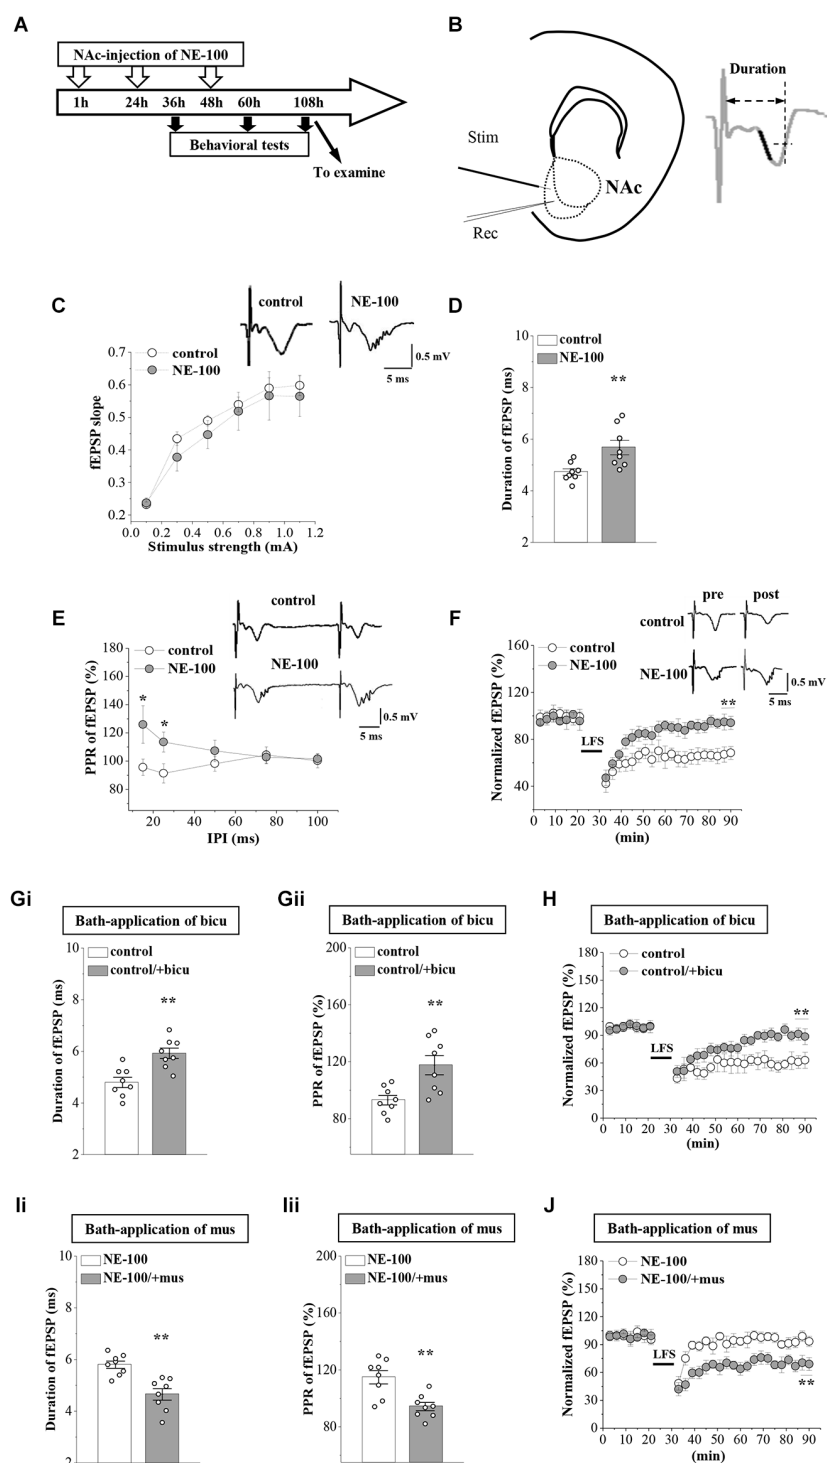 A
NAc-injection of NE-100
1h 24h 36h 48h 60h 108h
Behavioral tests
To examine
B
Stim
Rec
NAc
Duration
C
control NE-100
0.5 mV
5 ms
control
NE-100
fEPSP slope
0.7
0.6
0.5
0.4
0.3
0.2
0.0 0.2 0.4 0.6 0.8 1.0 1.2
Stimulus strength (mA)
D
control
NE-100
**
Duration of fEPSP (ms)
10
8
6
4
2
E
control
NE-100
0.5 mV
5 ms
control
NE-100
* *
PPR of fEPSP (%)
180
160
140
120
100
80
20 40 60 80 100
IPI (ms)
F
pre post
control
NE-100
0.5 mV
5 ms
control
NE-100
**
LFS
Normalized fEPSP (%)
160
120
80
40
0 10 20 30 40 50 60 70 80 90
(min)
Gi
Bath-application of bicu
control
control/+bicu
**
Duration of fEPSP (ms)
10
8
6
4
2
Gii
Bath-application of bicu
control
control/+bicu
**
PPR of fEPSP (%)
200
160
120
80
H
Bath-application of bicu
control
control/+bicu
**
LFS
Normalized fEPSP (%)
180
150
120
90
60
30
0
0 10 20 30 40 50 60 70 80 90
(min)
Ii
Bath-application of mus
NE-100
NE-100/+mus
**
Duration of fEPSP (ms)
10
8
6
4
2
Iii
Bath-application of mus
NE-100
NE-100/+mus
**
PPR of fEPSP (%)
200
160
120
80
J
Bath-application of mus
NE-100
NE-100/+mus
LFS
**
Normalized fEPSP (%)
180
150
120
90
60
30
0
0 10 20 30 40 50 60 70 80 90
(min)